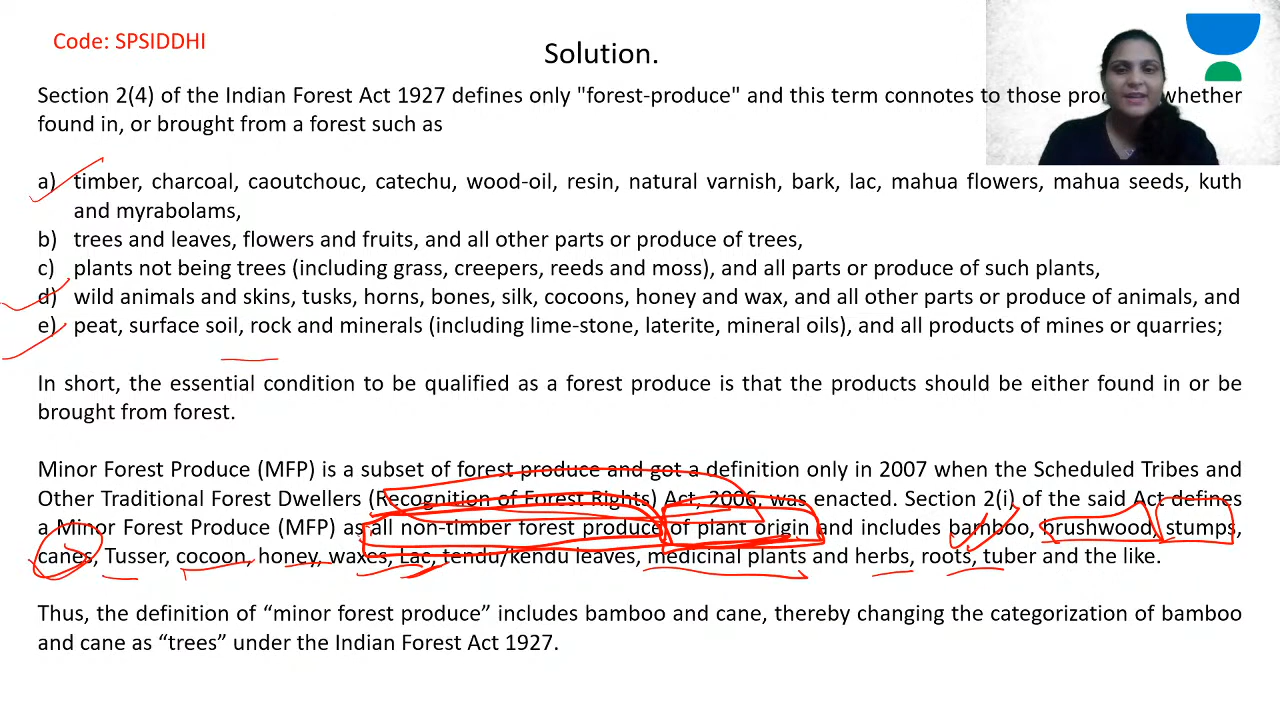 Code: SPSIDDHI
Solution.
Section 2(4) of the Indian Forest Act 1927 defines only "forest-produce" and this term connotes to those whether
found in, or brought from a forest such as
a) timber, charcoal, caoutchouc, catechu, wood-oil, resin, natural varnish, bark, lac, mahua flowers, mahua seeds, kuth
and myrabolams,
b) trees and leaves, flowers and fruits, and all other parts or produce of trees,
c) plants not being trees (including grass, creepers, reeds and moss), and all parts or produce of such plants,
d) wild animals and skins, tusks, horns, bones, silk, cocoons, honey and wax, and all other parts or produce of animals, and
e) peat, surface soil, rock and minerals (including lime-stone, laterite, mineral oils), and all products of mines or quarries;
In short, the essential condition to be qualified as a forest produce is that the products should be either found in or be
brought from forest.
Minor Forest Produce (MFP) is a subset of forest produce and got a definition only in 2007 when the Scheduled Tribes and
Other Traditional Forest Dwellers (Recognition of Forest Rights) Act, 2006, was enacted. Section 2(i) of the said Act defines
a Minor Forest Produce (MFP) as all non-timber forest produce of plant origin and includes bamboo, brushwood, stumps,
canes, Tusser, cocoon, honey, waxes, Lac, tendu/kendu leaves, medicinal plants and herbs, roots, tuber and the like.
Thus, the definition of “minor forest produce” includes bamboo and cane, thereby changing the categorization of bamboo
and cane as “trees” under the Indian Forest Act 1927.